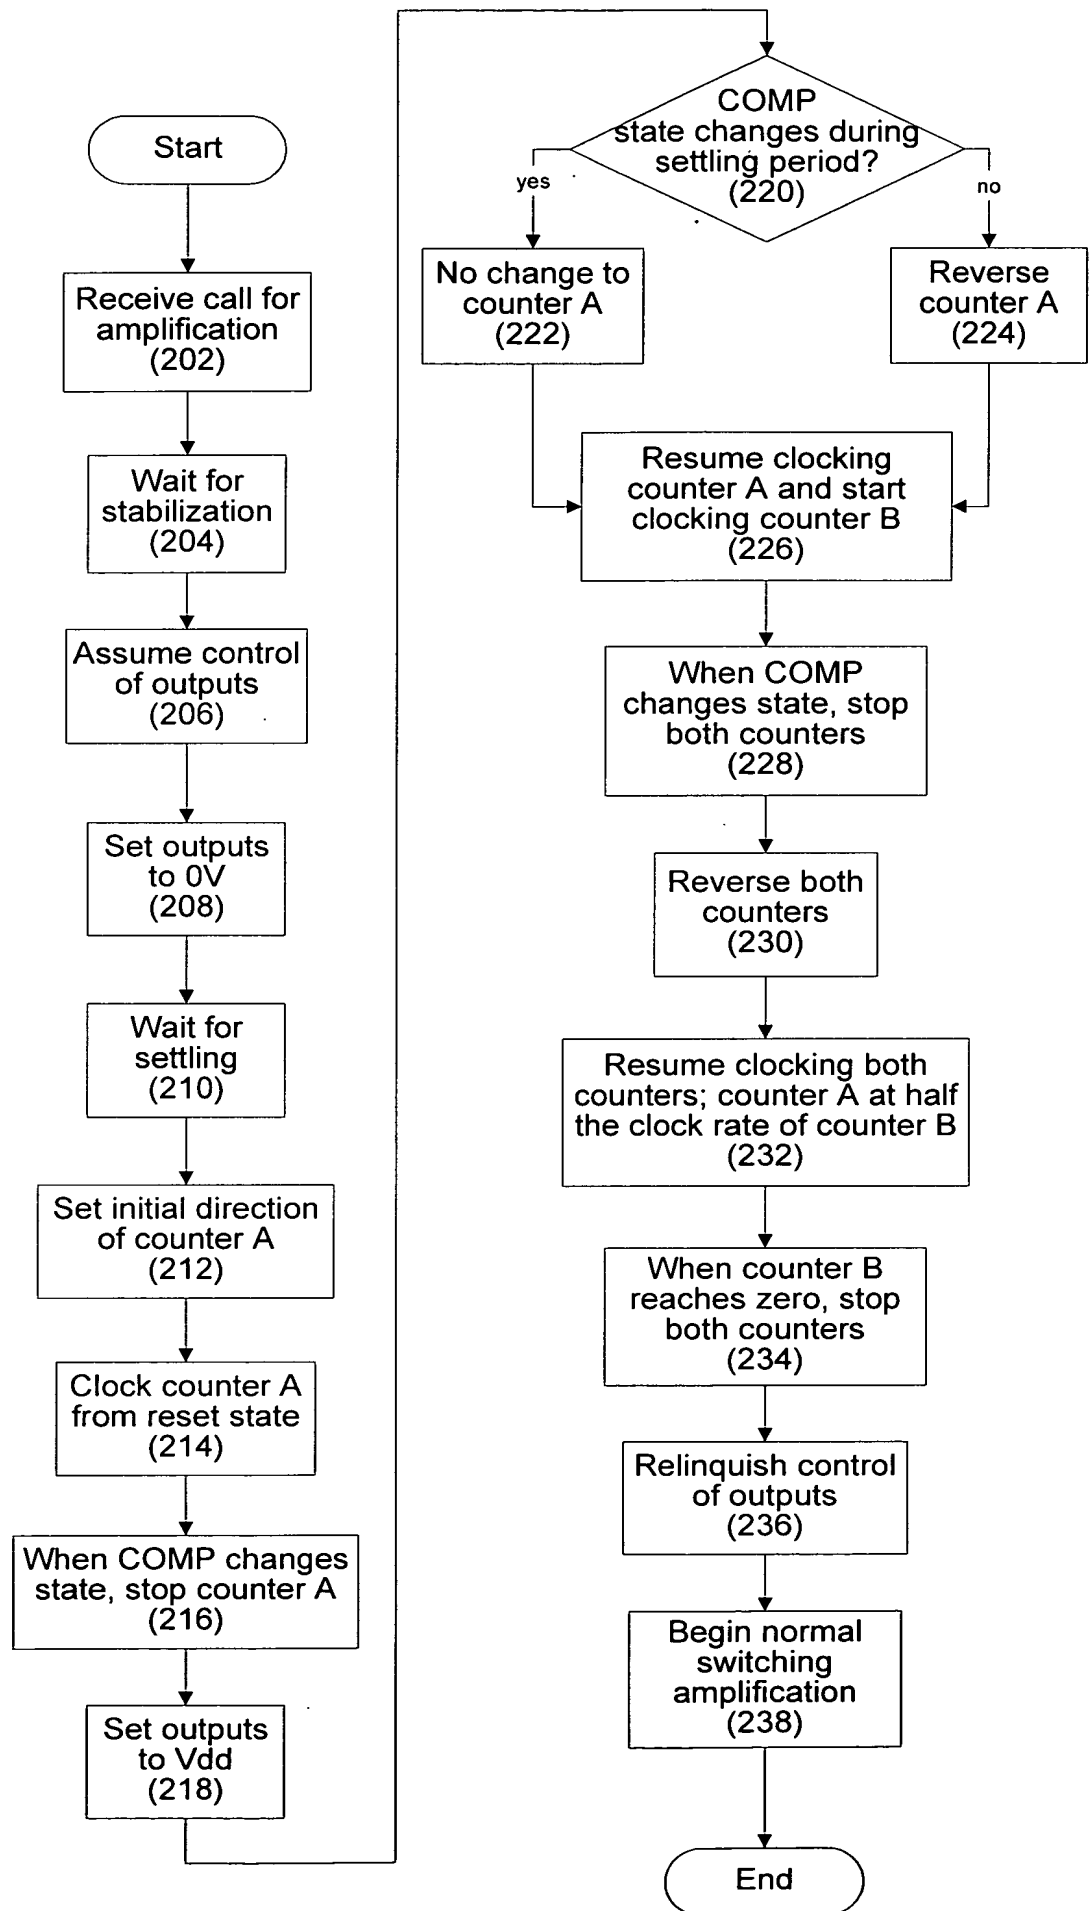 Start
Receive call for
amplification
(202)
Wait for
stabilization
(204)
Assume control
of outputs
(206)
Set outputs
to 0V
(208)
Wait for
settling
(210)
Set initial direction
of counter A
(212)
Clock counter A
from reset state
(214)
When COMP changes
state, stop counter A
(216)
Set outputs
to Vdd
(218)
COMP
state changes during
settling period?
(220)
yes
no
No change to
counter A
(222)
Reverse
counter A
(224)
Resume clocking
counter A and start
clocking counter B
(226)
When COMP
changes state, stop
both counters
(228)
Reverse both
counters
(230)
Resume clocking both
counters; counter A at half
the clock rate of counter B
(232)
When counter B
reaches zero, stop
both counters
(234)
Relinquish control
of outputs
(236)
Begin normal
switching
amplification
(238)
End